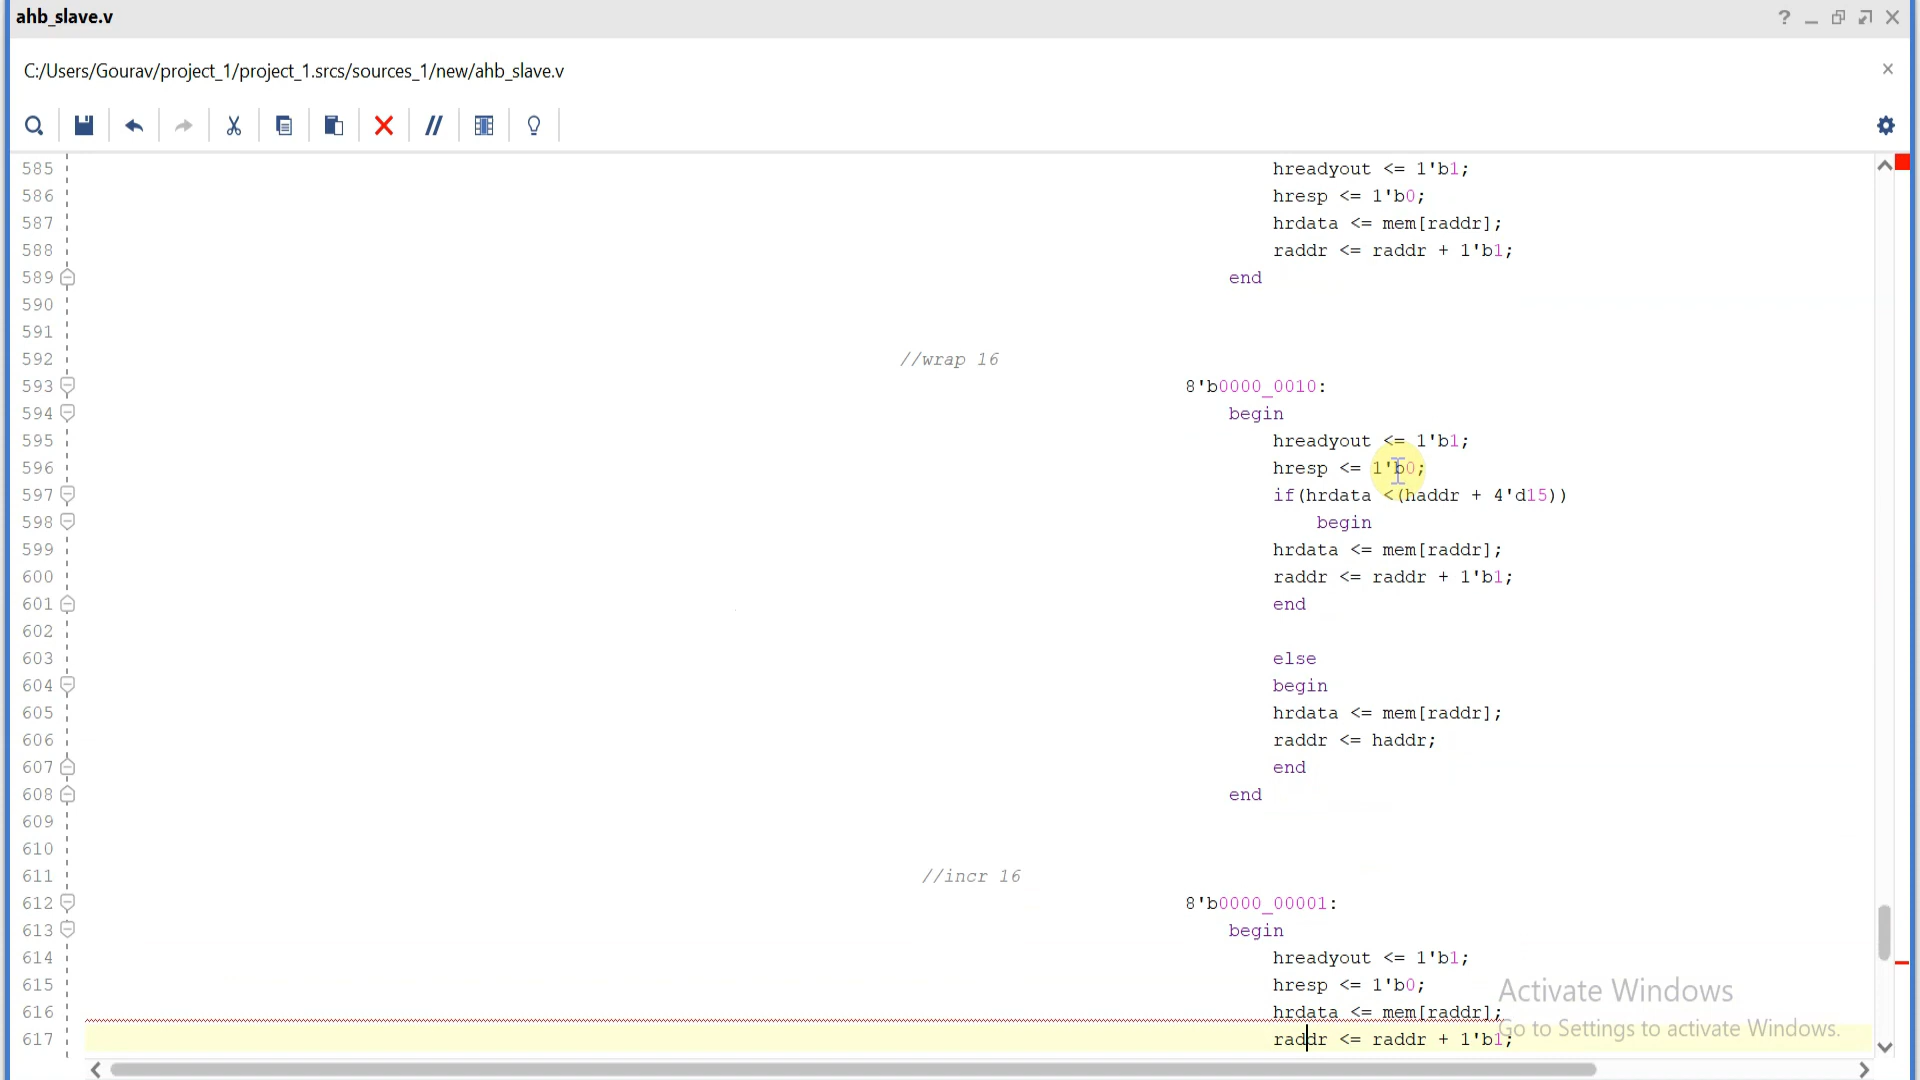 ahb_slave.v
C:/Users/Gourav/project_1/project_1.srcs/sources_1/new/ahb_slave.v
585 hreadyout <= 1'b1;
586 hresp <= 1'b0;
587 hrdata <= mem[raddr];
588 raddr <= raddr + 1'b1;
589 end
590
591
592 //wrap 16
593 8'b0000_0010:
594 begin
595 hreadyout <= 1'b1;
596 hresp <= 1'b0;
597 if(hrdata <(haddr + 4'd15))
598 begin
599 hrdata <= mem[raddr];
600 raddr <= raddr + 1'b1;
601 end
602
603 else
604 begin
605 hrdata <= mem[raddr];
606 raddr <= haddr;
607 end
608 end
609
610
611 //incr 16
612 8'b0000_00001:
613 begin
614 hreadyout <= 1'b1;
615 hresp <= 1'b0;
616 hrdata <= mem[raddr];
617 raddr <= raddr + 1'b1;
Activate Windows
Go to Settings to activate Windows.